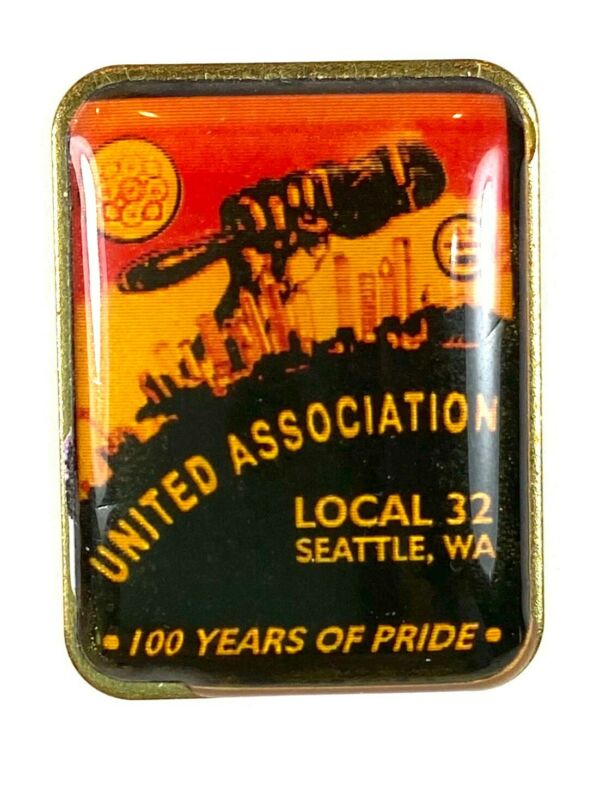 UNITED ASSOCIATION
LOCAL 32
SEATTLE, WA
• 100 YEARS OF PRIDE •